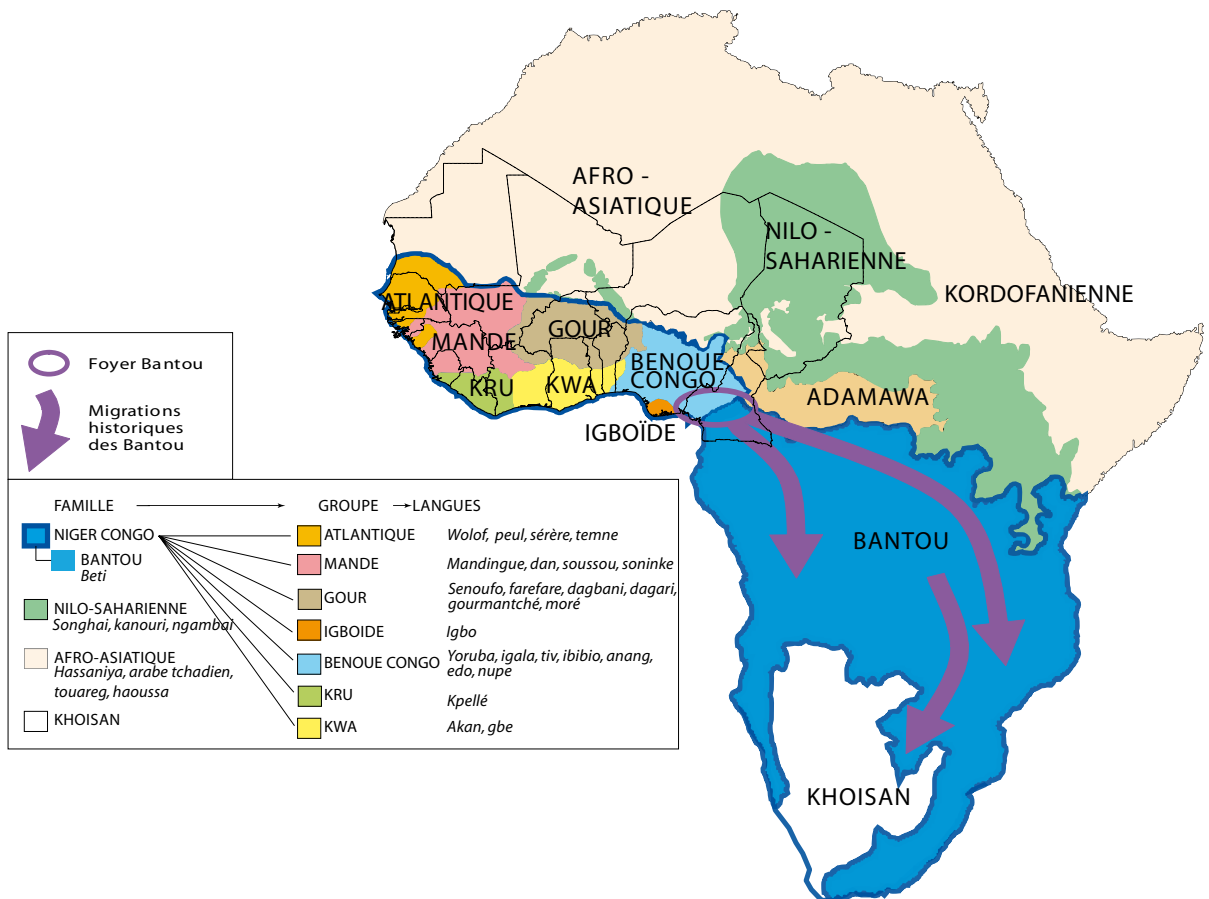 AFRO -
ASIATIQUE
NILO -
SAHARIENNE
KORDOFANIENNE
ATLANTIQUE
MANDE
GOUR
KRU
KWA
BENOUE
CONGO
ADAMAWA
IGBOÏDE
BANTOU
KHOISAN
Foyer Bantou
Migrations
historiques
des Bantou
FAMILLE GROUPE LANGUES
NIGER CONGO
BANTOU
Beti
NILO-SAHARIENNE
Songhai, kanouri, ngambai
AFRO-ASIATIQUE
Hassaniya, arabe tchadien,
touareg, haoussa
KHOISAN
ATLANTIQUE Wolof, peul, sérère, temne
MANDE Mandingue, dan, soussou, soninke
GOUR Senoufo, farefare, dagbani, dagari,
gourmantché, moré
IGBOIDE Igbo
BENOUE CONGO Yoruba, igala, tiv, ibibio, anang,
edo, nupe
KRU Kpellé
KWA Akan, gbe